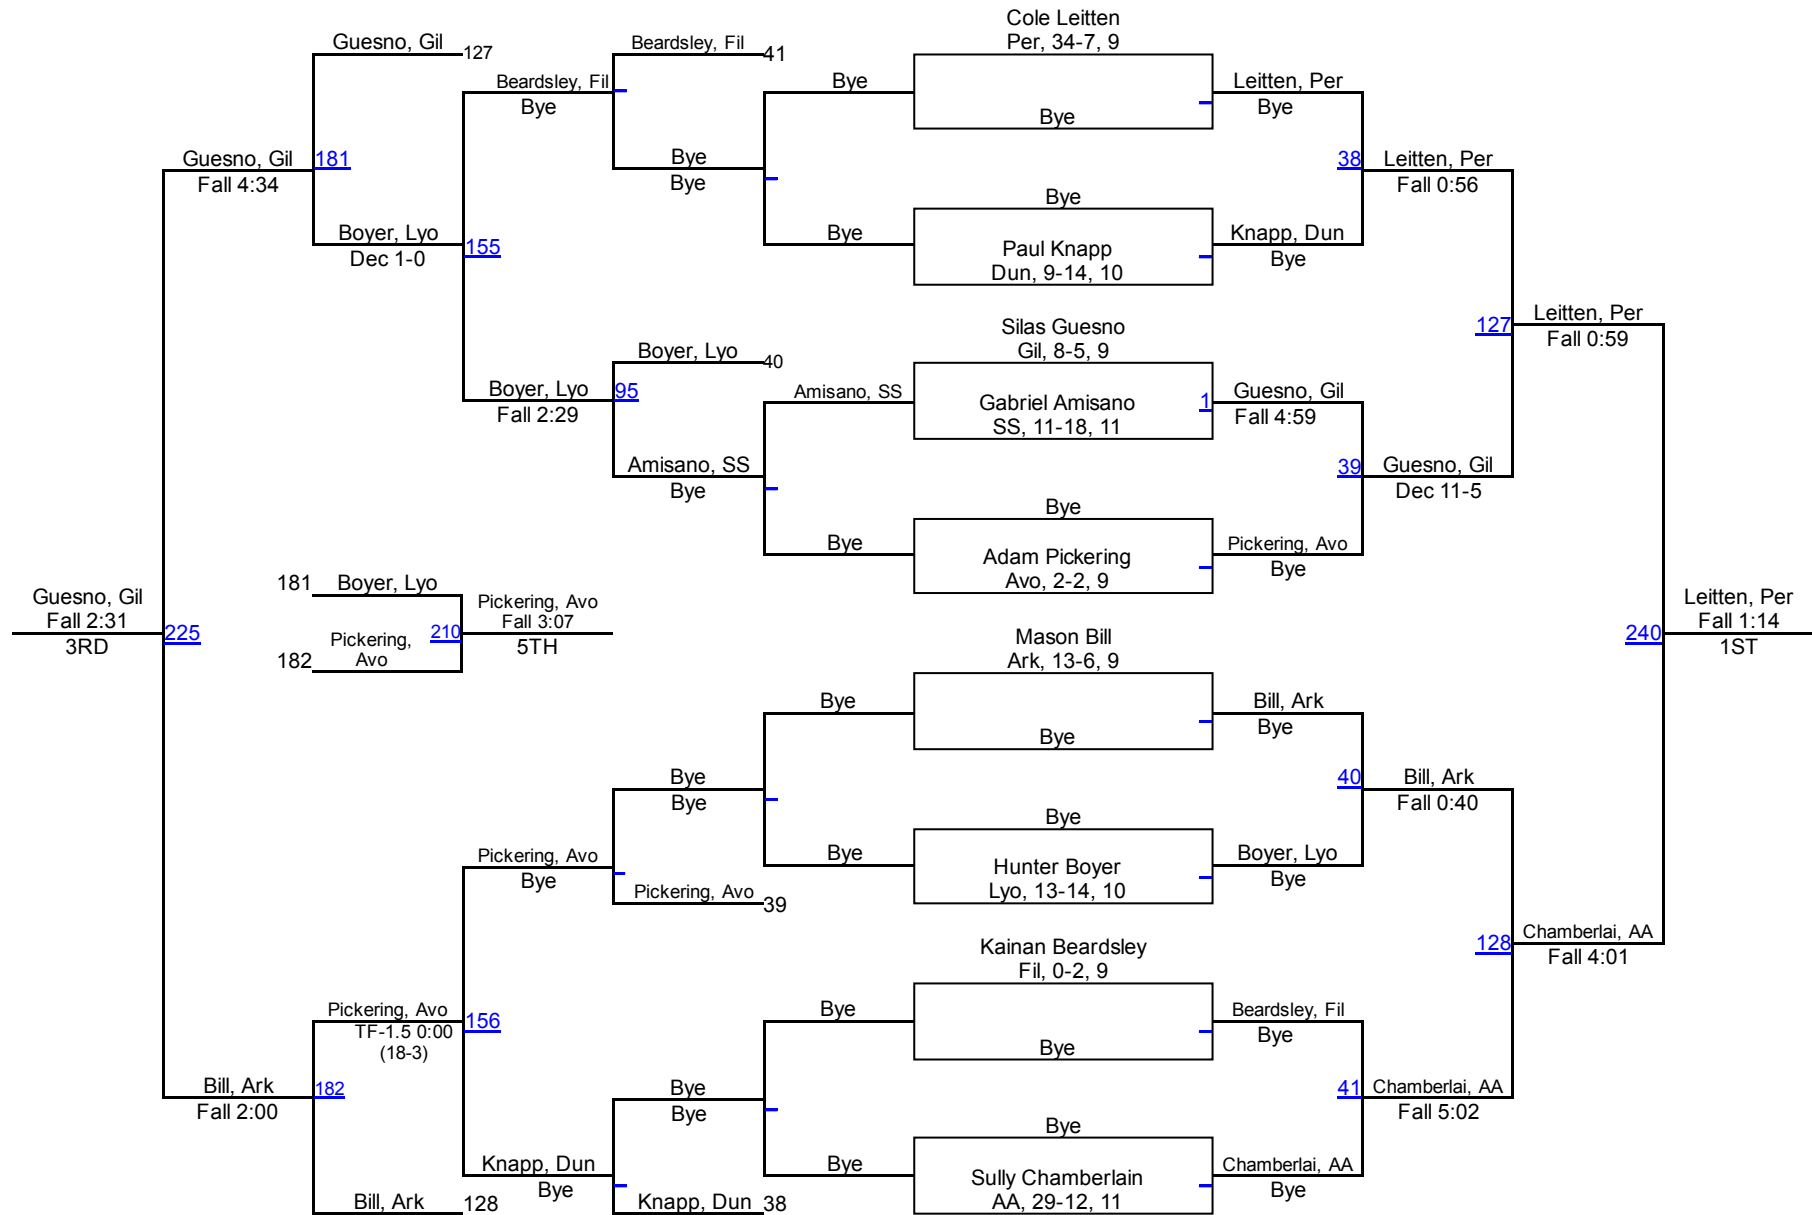 Cole Leitten
Per, 34-7, 9
Guesno, Gil
127
Beardsley, Fil
41
Beardsley, Fil
Bye
Bye
Bye
Leitten, Per
Bye
Guesno, Gil
Fall 4:34
181
Bye
Bye
38
Leitten, Per
Fall 0:56
Bye
Boyer, Lyo
Dec 1-0
155
Bye
Paul Knapp
Dun, 9-14, 10
Knapp, Dun
Bye
Silas Guesno
Gil, 8-5, 9
127
Leitten, Per
Fall 0:59
Boyer, Lyo
40
Boyer, Lyo
Fall 2:29
95
Amisano, SS
Gabriel Amisano
SS, 11-18, 11
1
Guesno, Gil
Fall 4:59
Amisano, SS
Bye
39
Guesno, Gil
Dec 11-5
Bye
Bye
Adam Pickering
Avo, 2-2, 9
Pickering, Avo
Bye
181
Boyer, Lyo
Guesno, Gil
Fall 2:31
3RD
225
182
Pickering,
Avo
210
Pickering, Avo
Fall 3:07
5TH
Leitten, Per
Fall 1:14
1ST
240
Mason Bill
Ark, 13-6, 9
Bye
Bye
Bill, Ark
Bye
Bye
Bye
40
Bill, Ark
Fall 0:40
Bye
Pickering, Avo
Bye
Bye
Hunter Boyer
Lyo, 13-14, 10
Boyer, Lyo
Bye
Pickering, Avo
39
Kainan Beardsley
Fil, 0-2, 9
128
Chamberlai, AA
Fall 4:01
Pickering, Avo
TF-1.5 0:00
(18-3)
156
Bye
Bye
Beardsley, Fil
Bye
Bill, Ark
Fall 2:00
182
Bye
Bye
41
Chamberlai, AA
Fall 5:02
Bye
Knapp, Dun
Bye
Bye
Sully Chamberlain
AA, 29-12, 11
Chamberlai, AA
Bye
Bill, Ark
128
Knapp, Dun
38